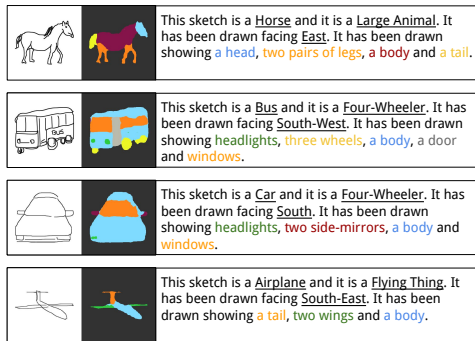 This sketch is a Horse and it is a Large Animal. It
has been drawn facing East. It has been drawn
showing a head, two pairs of legs, a body and a tail.
BUS
This sketch is a Bus and it is a Four-Wheeler. It has
been drawn facing South-West. It has been drawn
showing headlights, three wheels, a body, a door
and windows.
This sketch is a Car and it is a Four-Wheeler. It has
been drawn facing South. It has been drawn
showing headlights, two side-mirrors, a body and
windows.
This sketch is a Airplane and it is a Flying Thing. It
has been drawn facing South-East. It has been
drawn showing a tail, two wings and a body.